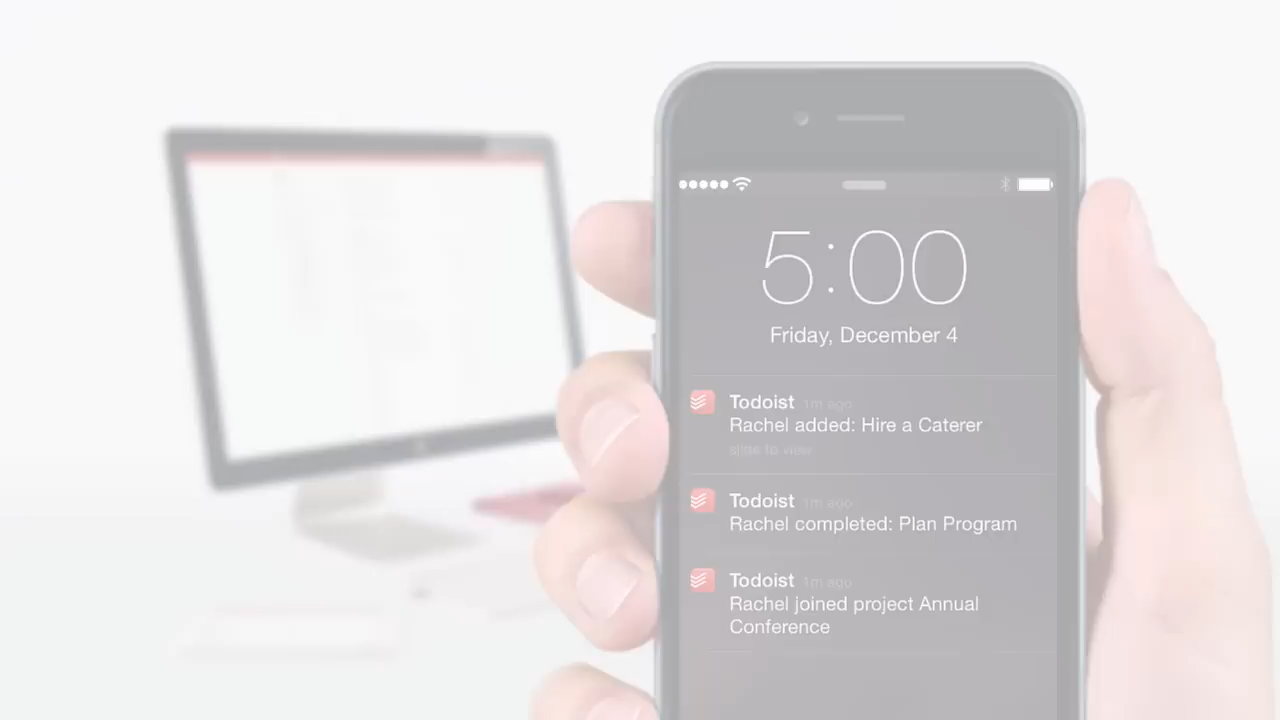 5:00
Friday, December 4
Todoist 1m ago
Rachel added: Hire a Caterer
slide to view
Todoist 1m ago
Rachel completed: Plan Program
Todoist 1m ago
Rachel joined project Annual
Conference